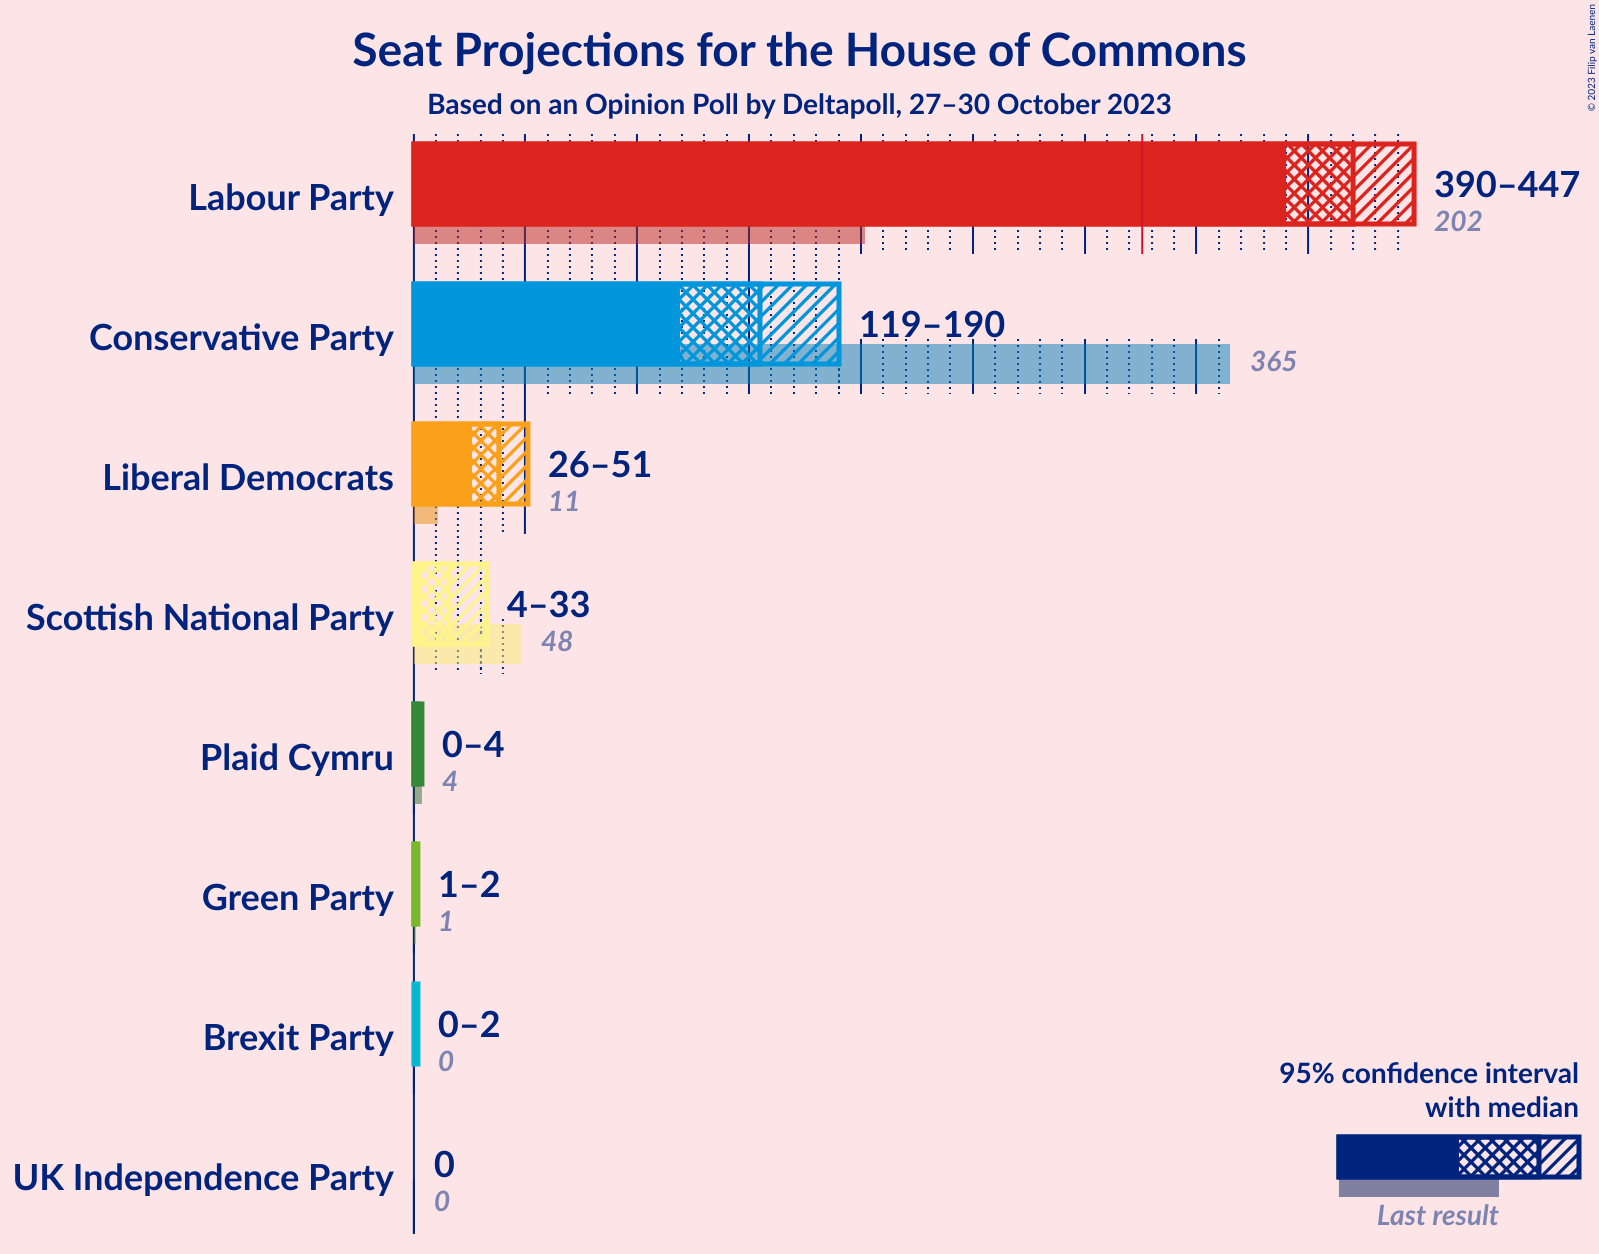 Seat Projections for the House of Commons
Based on an Opinion Poll by Deltapoll, 27–30 October 2023
© 2023 Filip van Laenen
Labour Party
390–447
202
Conservative Party
119–190
365
Liberal Democrats
26–51
11
Scottish National Party
4–33
48
Plaid Cymru
0–4
4
Green Party
1–2
1
Brexit Party
0–2
0
UK Independence Party
0
0
95% confidence interval
with median
Last result